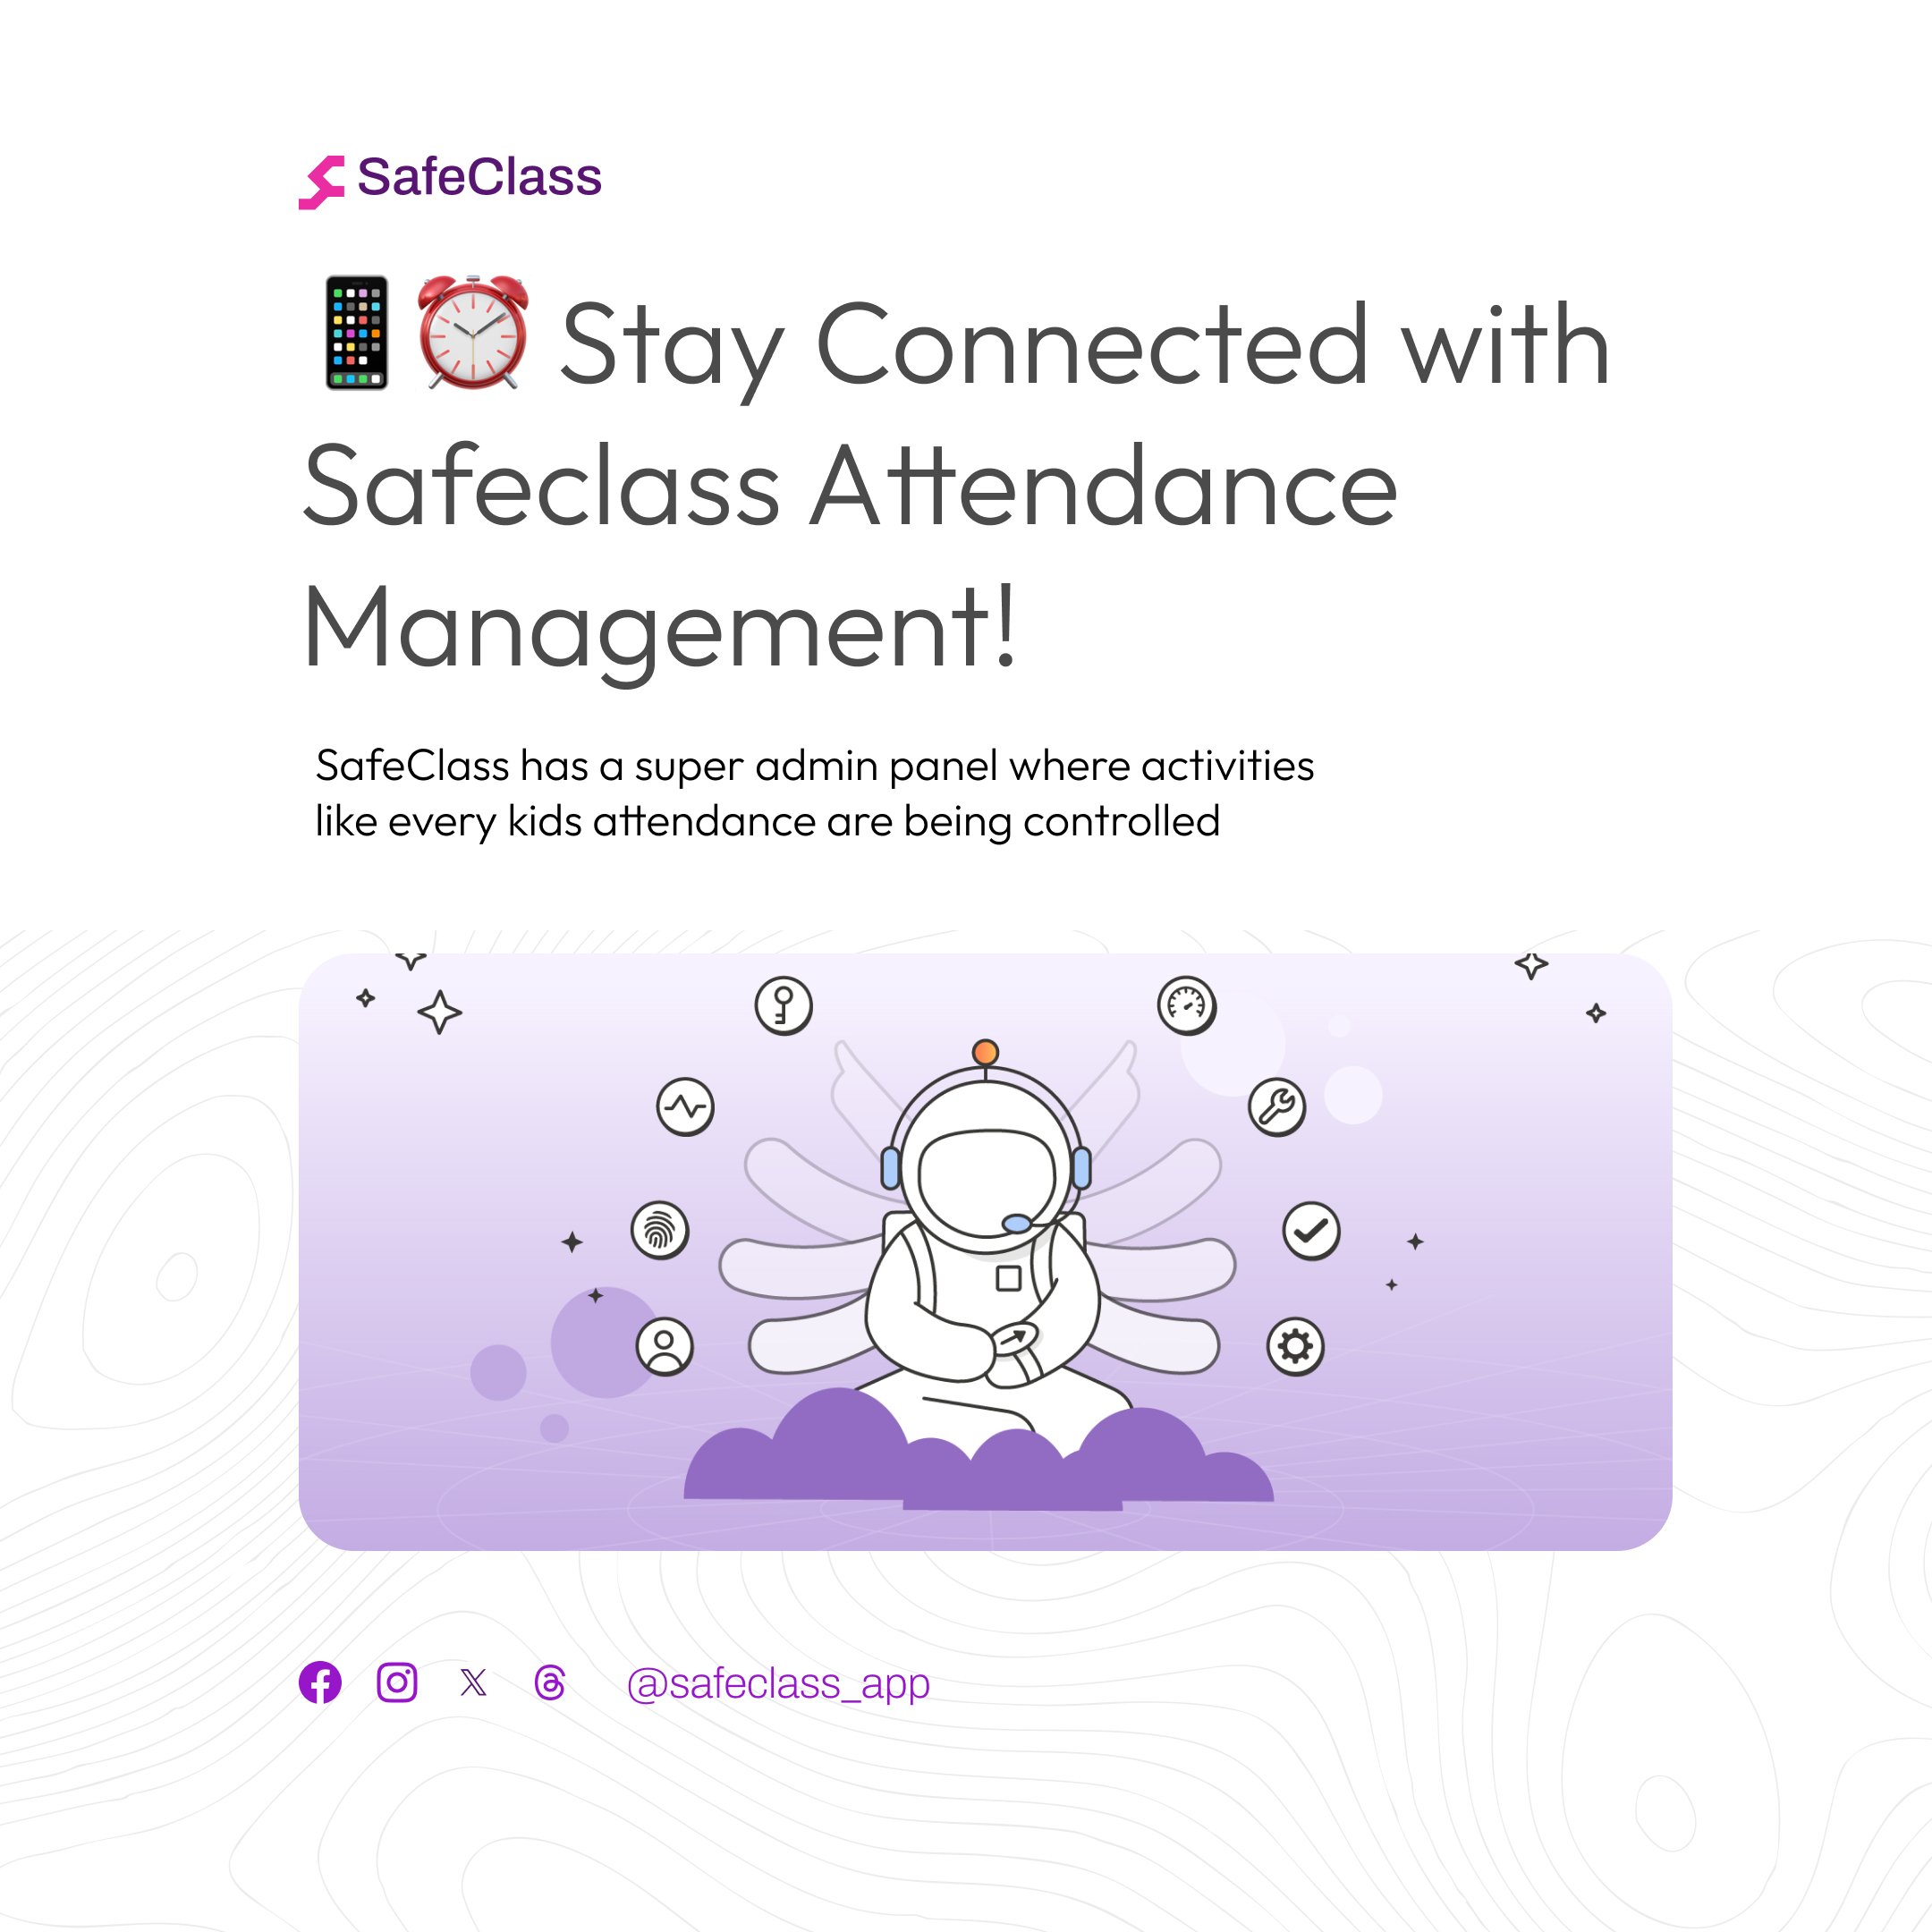 SafeClass
📱⏰ Stay Connected with
Safeclass Attendance
Management!
SafeClass has a super admin panel where activities
like every kids attendance are being controlled
@safeclass_app